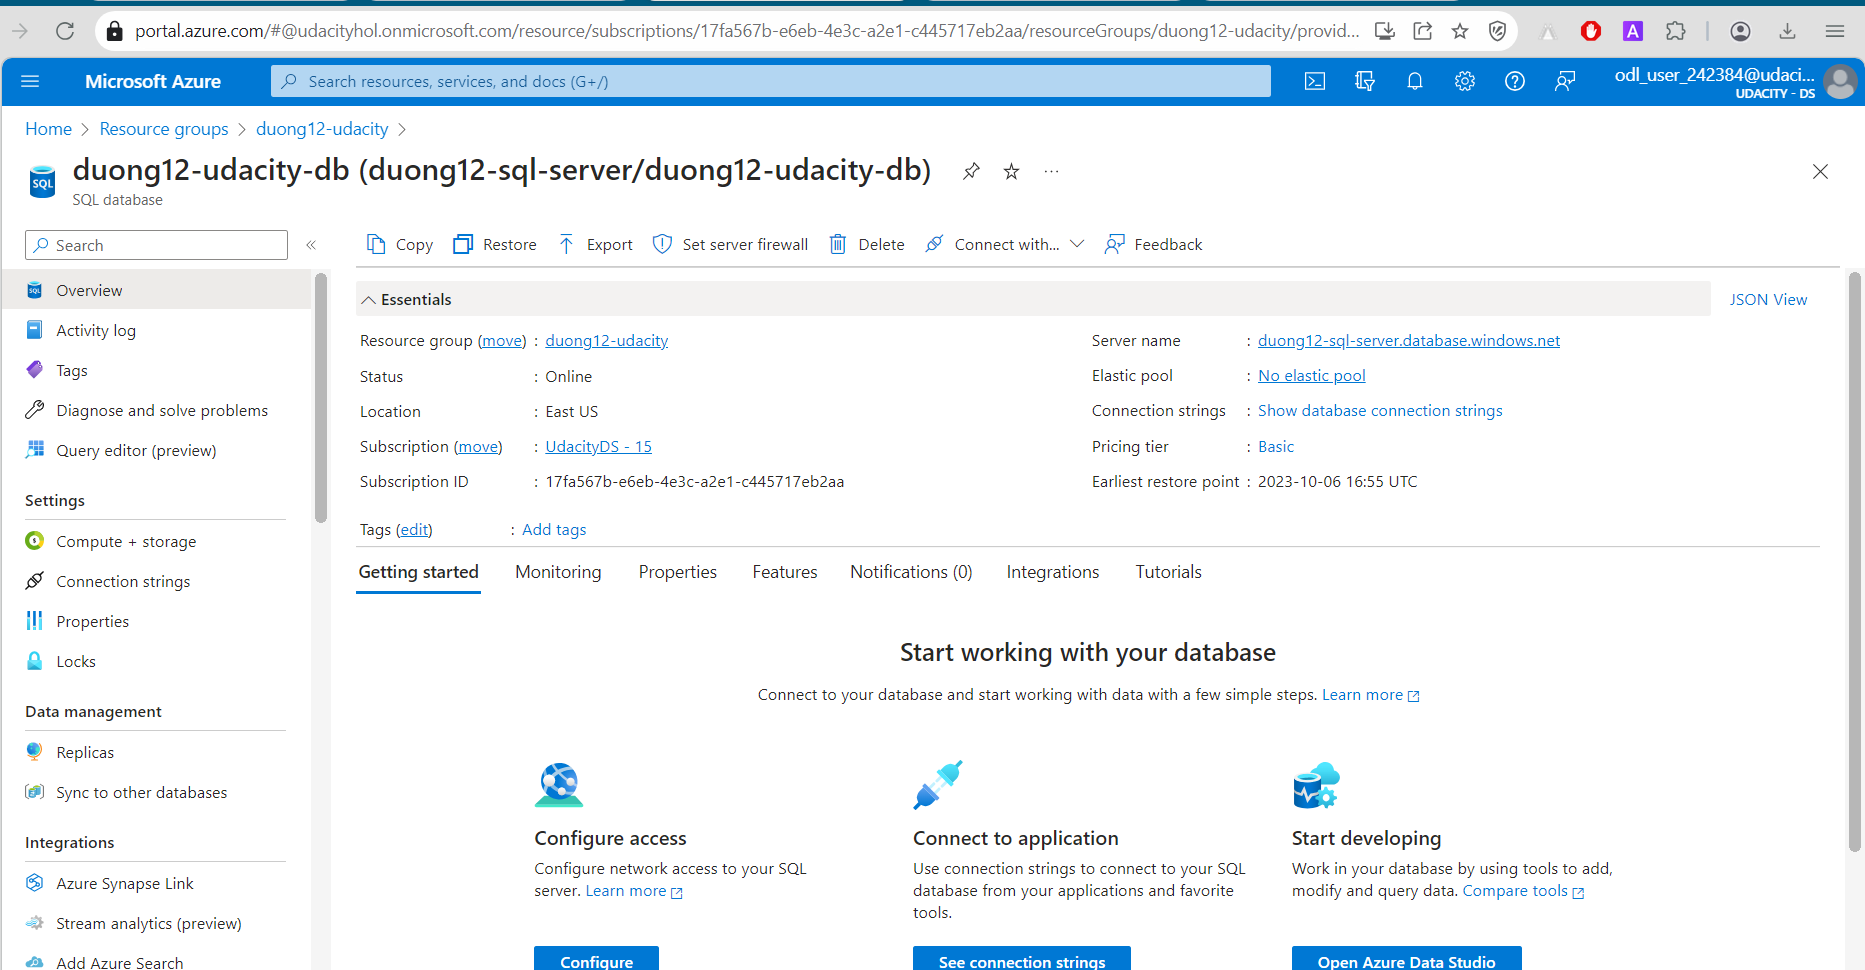 portal.azure.com/#@udacityhol.onmicrosoft.com/resource/subscriptions/17fa567b-e6eb-4e3c-a2e1-c445717eb2aa/resourceGroups/duong12-udacity/provid...
A
Microsoft Azure
Search resources, services, and docs (G+/)
odl_user_242384@udaci...
UDACITY - DS
Home > Resource groups > duong12-udacity >
SQL
duong12-udacity-db (duong12-sql-server/duong12-udacity-db) ...
SQL database
Search «
Copy Restore Export Set server firewall Delete Connect with... Feedback
SQL Overview
Activity log
Tags
Diagnose and solve problems
Query editor (preview)
Settings
Compute + storage
Connection strings
Properties
Locks
Data management
Replicas
Sync to other databases
Integrations
Azure Synapse Link
Stream analytics (preview)
Add Azure Search
Essentials JSON View
Resource group (move) : duong12-udacity
Status : Online
Location : East US
Subscription (move) : UdacityDS - 15
Subscription ID : 17fa567b-e6eb-4e3c-a2e1-c445717eb2aa
Server name : duong12-sql-server.database.windows.net
Elastic pool : No elastic pool
Connection strings : Show database connection strings
Pricing tier : Basic
Earliest restore point : 2023-10-06 16:55 UTC
Tags (edit) : Add tags
Getting started Monitoring Properties Features Notifications (0) Integrations Tutorials
Start working with your database
Connect to your database and start working with data with a few simple steps. Learn more
Configure access
Configure network access to your SQL
server. Learn more
Configure
Connect to application
Use connection strings to connect to your SQL
database from your applications and favorite
tools.
See connection strings
Start developing
Work in your database by using tools to add,
modify and query data. Compare tools
Open Azure Data Studio